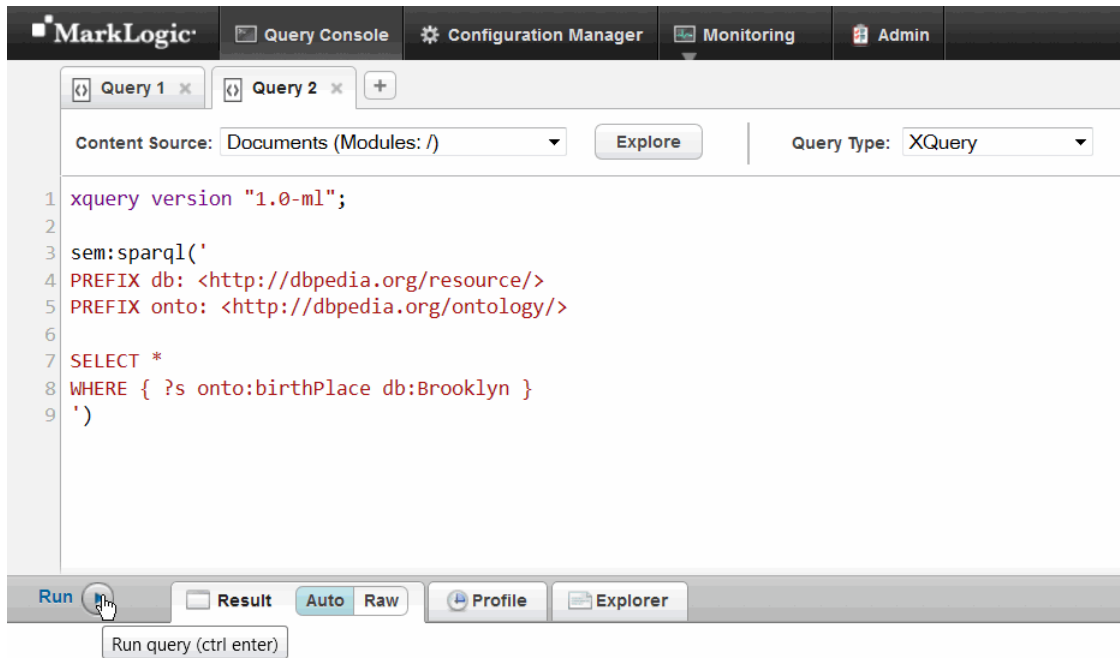 MarkLogic Query Console Configuration Manager Monitoring Admin
Query 1 × Query 2 × +
Content Source: Documents (Modules: /) Explore Query Type: XQuery
1 xquery version "1.0-ml";
2
3 sem:sparql('
4 PREFIX db: <http://dbpedia.org/resource/>
5 PREFIX onto: <http://dbpedia.org/ontology/>
6
7 SELECT *
8 WHERE { ?s onto:birthPlace db:Brooklyn }
9 ')
Run Result Auto Raw Profile Explorer
Run query (ctrl enter)